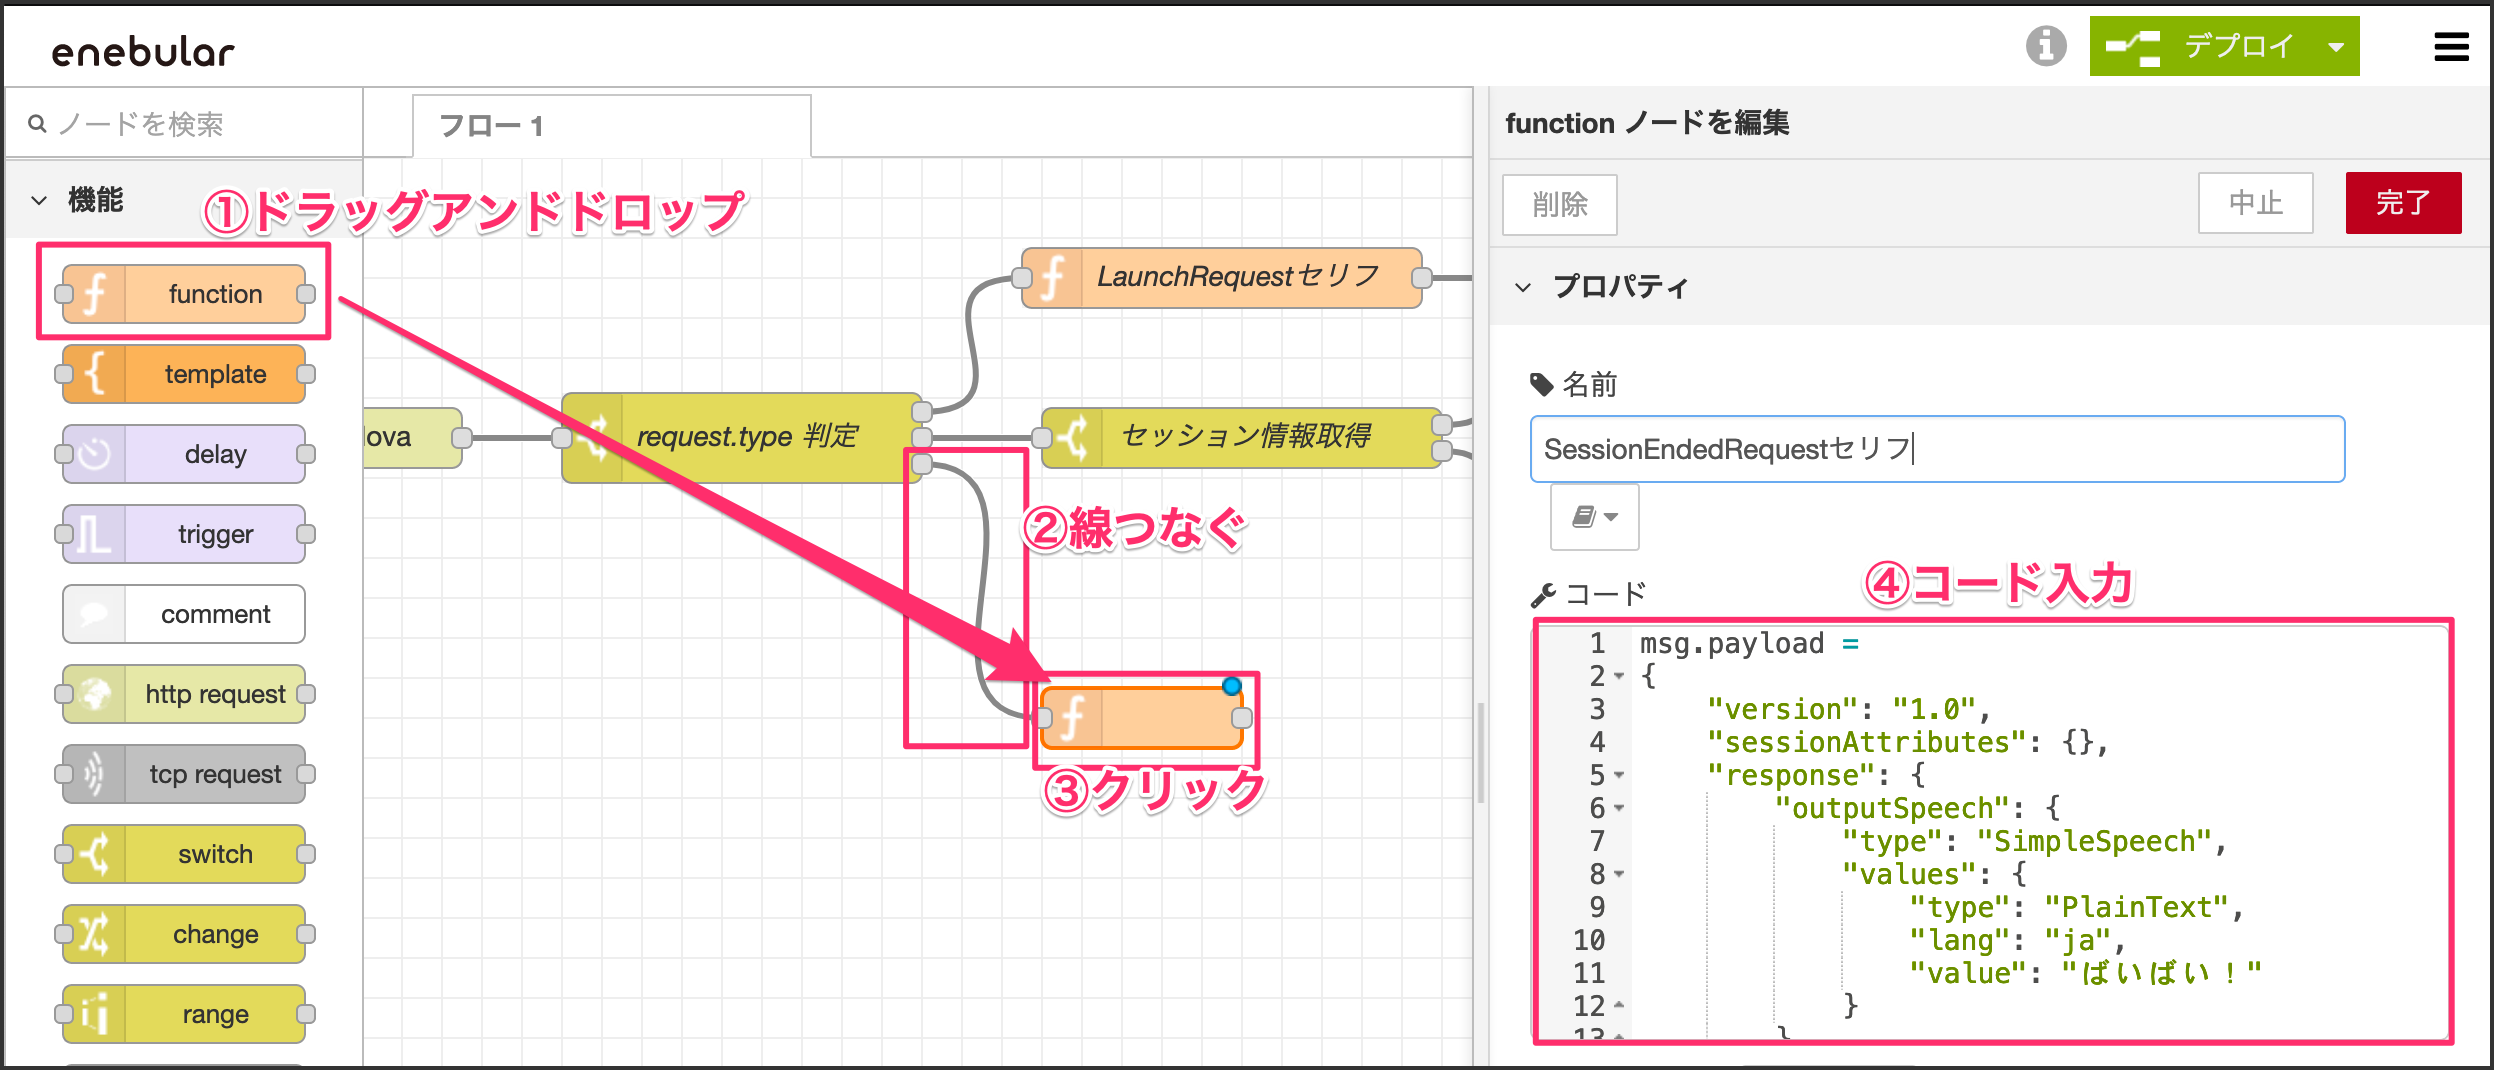 enebular
デプロイ
ノードを検索
フロー 1
機能
①ドラッグアンドドロップ
function
template
delay
trigger
comment
http request
tcp request
switch
change
range
lova
request.type 判定
LaunchRequestセリフ
セッション情報取得
②線つなぐ
③クリック
function ノードを編集
削除
中止
完了
プロパティ
名前
SessionEndedRequestセリフ
コード
④コード入力
1 msg.payload =
2 {
3 "version": "1.0",
4 "sessionAttributes": {},
5 "response": {
6 "outputSpeech": {
7 "type": "SimpleSpeech",
8 "values": {
9 "type": "PlainText",
10 "lang": "ja",
11 "value": "ばいばい！"
12 }
13 }